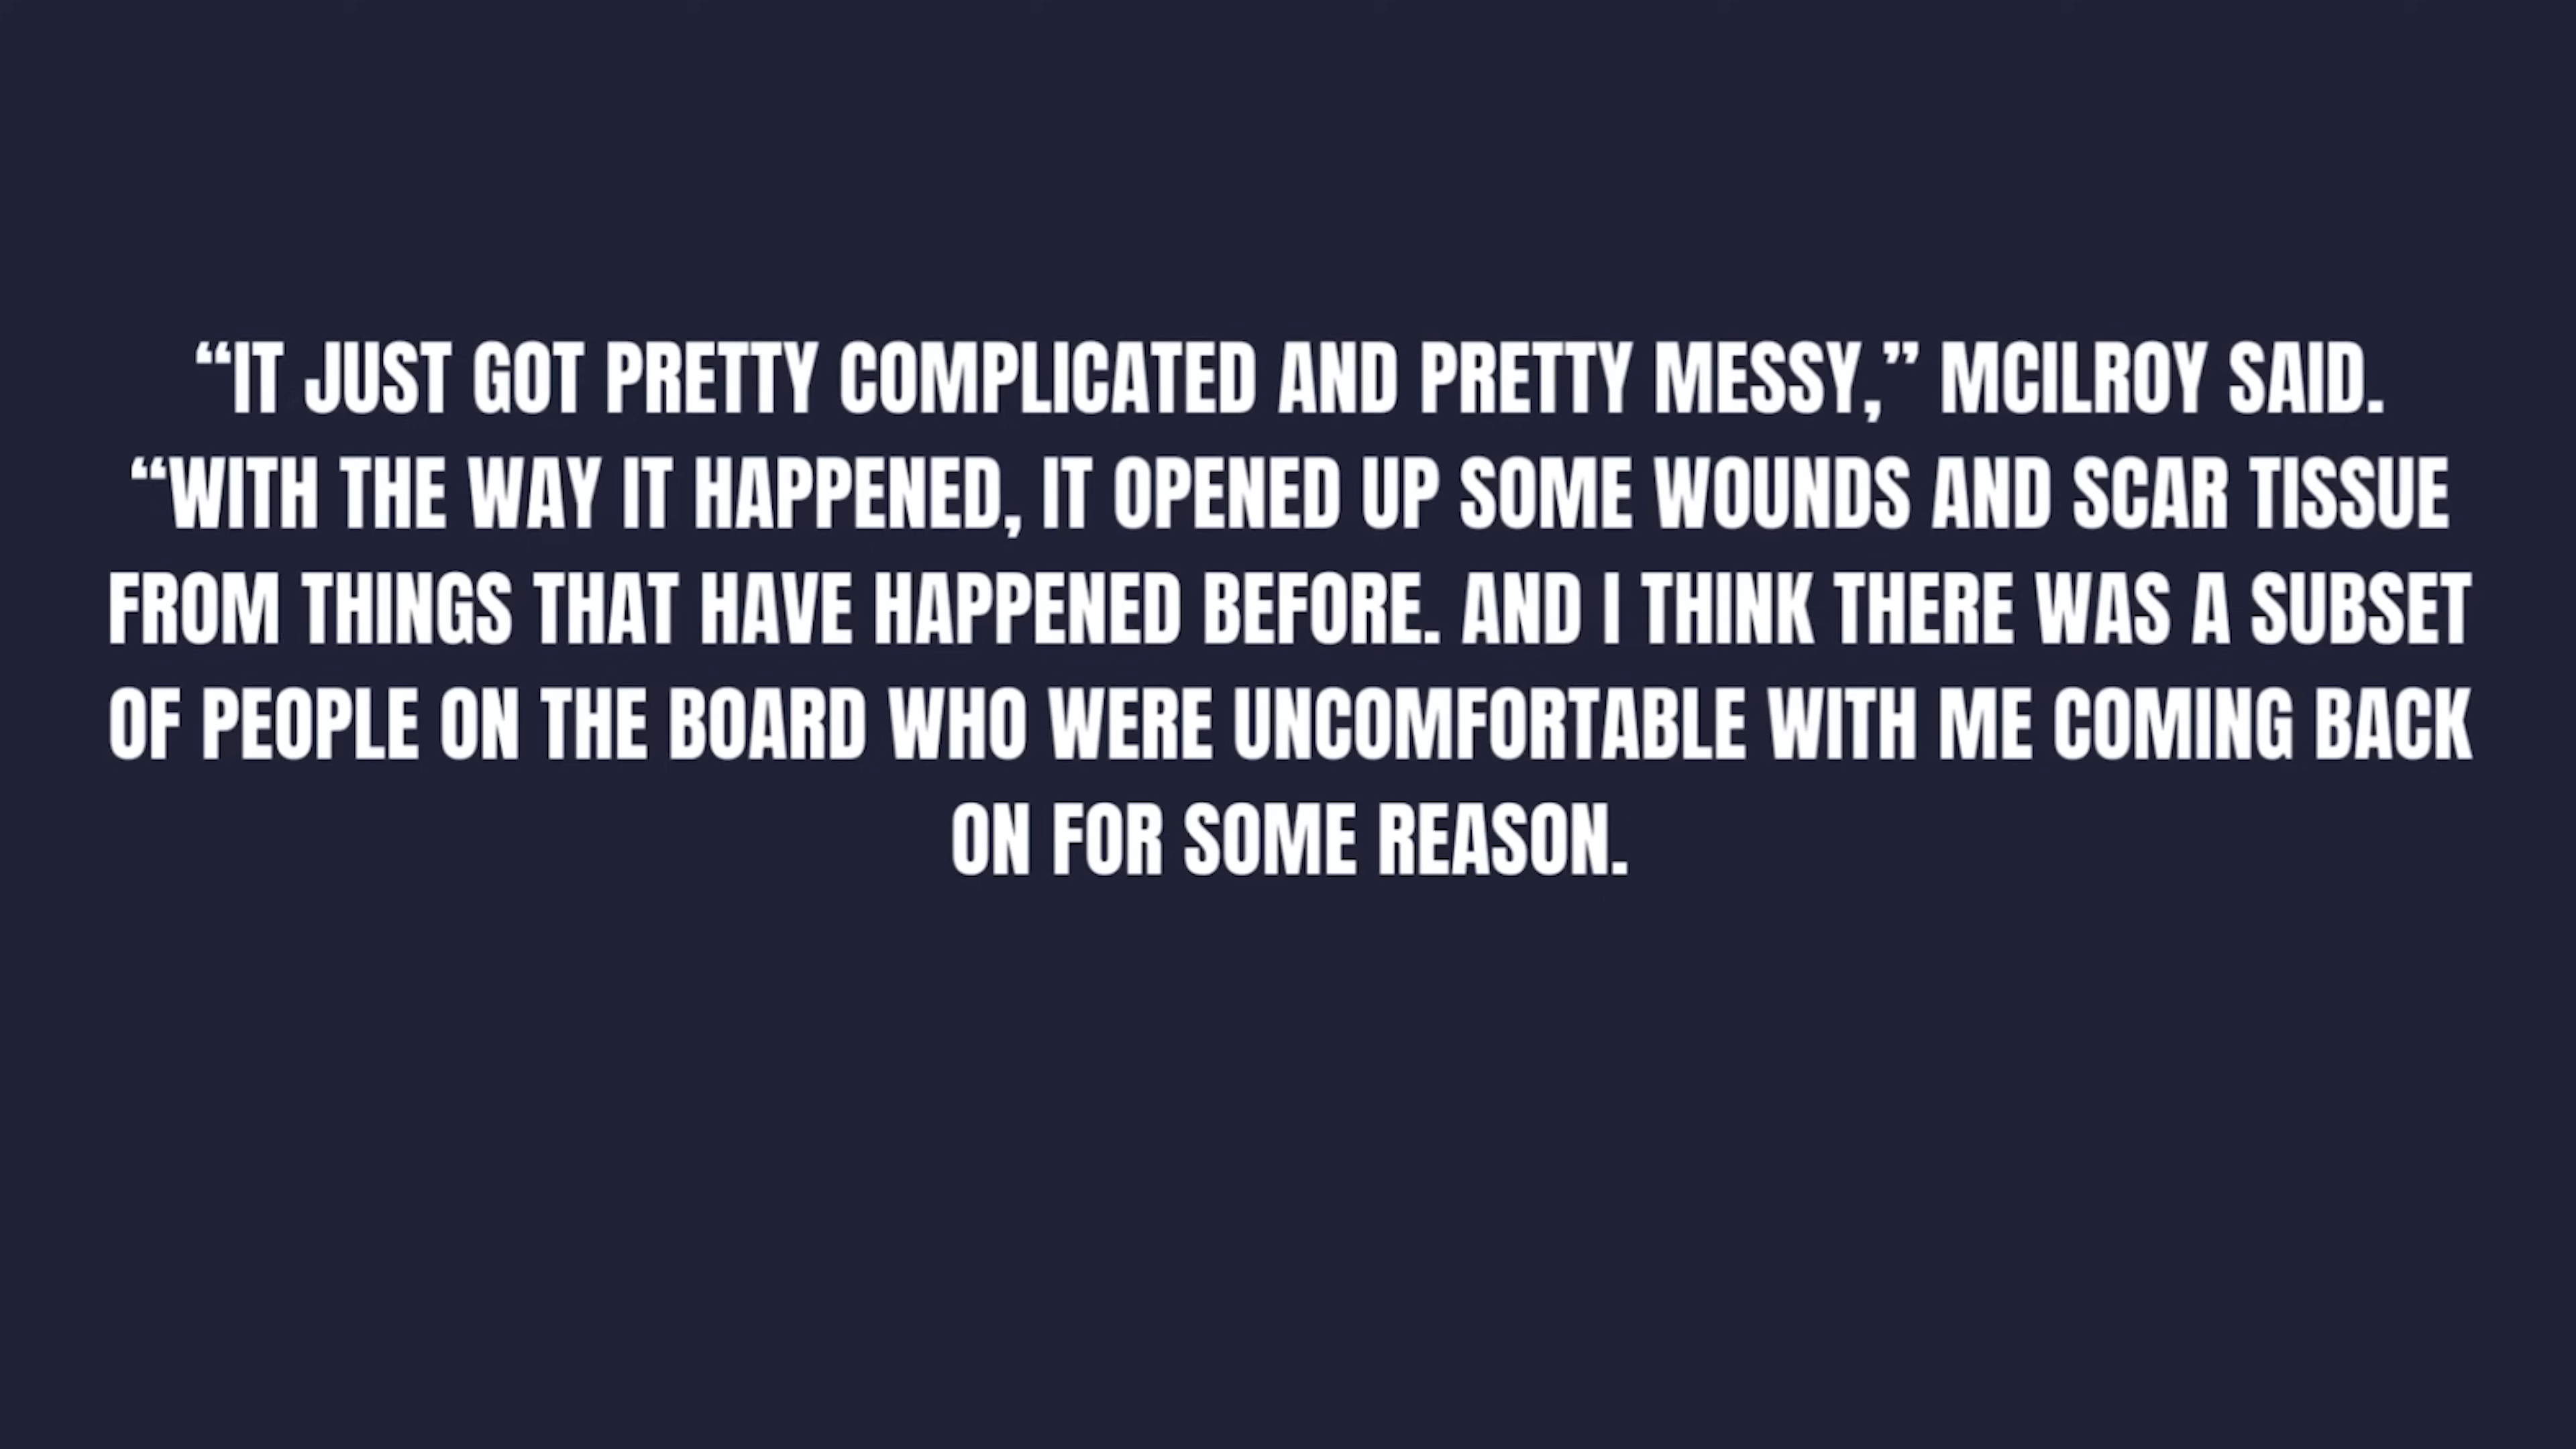 “IT JUST GOT PRETTY COMPLICATED AND PRETTY MESSY,” MCILROY SAID.
“WITH THE WAY IT HAPPENED, IT OPENED UP SOME WOUNDS AND SCAR TISSUE
FROM THINGS THAT HAVE HAPPENED BEFORE. AND I THINK THERE WAS A SUBSET
OF PEOPLE ON THE BOARD WHO WERE UNCOMFORTABLE WITH ME COMING BACK
ON FOR SOME REASON.